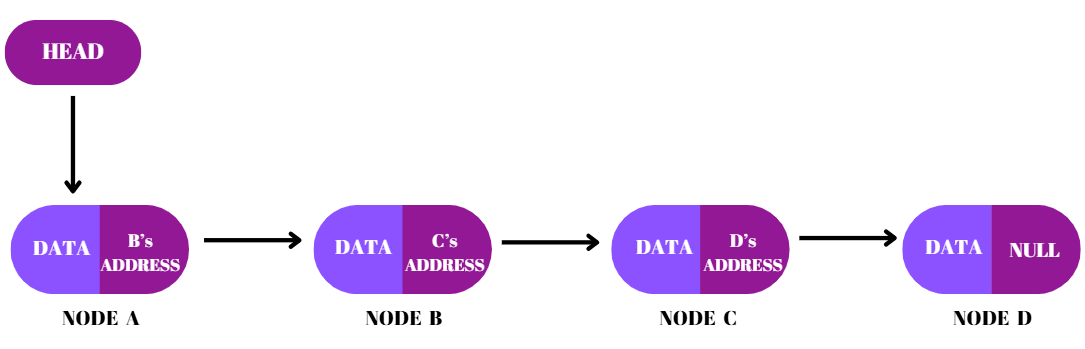 HEAD
DATA
B's
ADDRESS
DATA
C's
ADDRESS
DATA
D's
ADDRESS
DATA
NULL
NODE A
NODE B
NODE C
NODE D